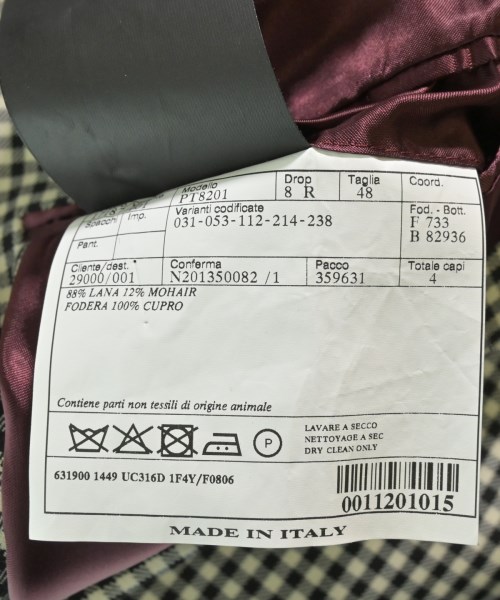 Modello Drop Taglia Coord.
PT8201 8 R 48
Spacchi Imp. Varianti codificate Fod. - Bott.
031-053-112-214-238 F 733
Pant. B 82936
Cliente/dest. Conferma Pacco Totale capi
29000/001 N201350082 /1 359631 4
88% LANA 12% MOHAIR
FODERA 100% CUPRO
Contiene parti non tessili di origine animale
P
LAVARE A SECCO
NETTOYAGE A SEC
DRY CLEAN ONLY
631900 1449 UC316D 1F4Y/F0806
0011201015
MADE IN ITALY